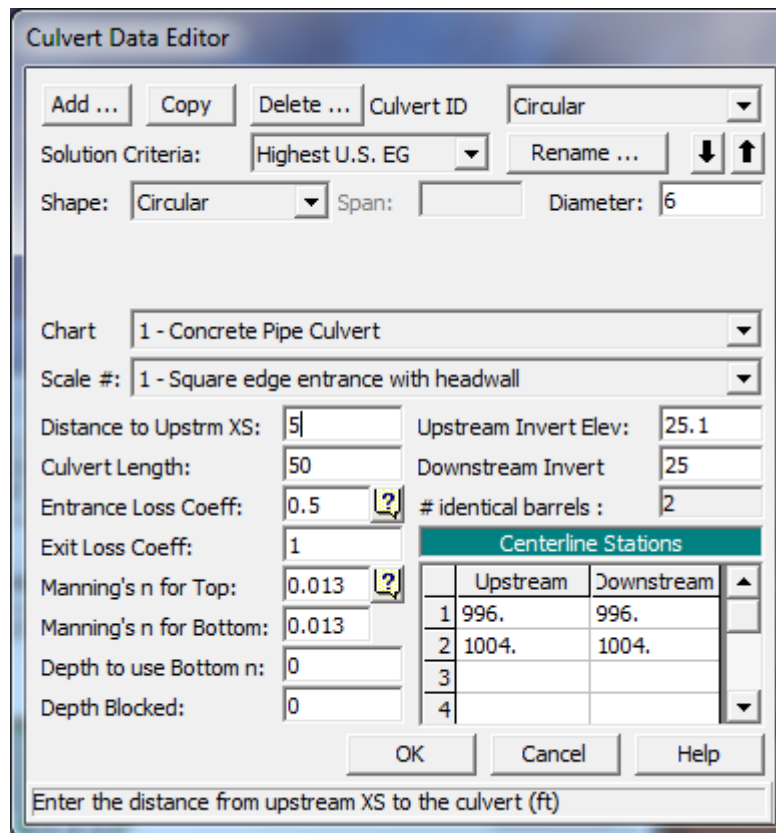 Culvert Data Editor
Add ... Copy Delete ... Culvert ID Circular
Solution Criteria: Highest U.S. EG Rename ...
Shape: Circular Span: Diameter: 6
Chart 1 - Concrete Pipe Culvert
Scale #: 1 - Square edge entrance with headwall
Distance to Upstrm XS: 5 Upstream Invert Elev: 25.1
Culvert Length: 50 Downstream Invert 25
Entrance Loss Coeff: 0.5 ? # identical barrels : 2
Exit Loss Coeff: 1 Centerline Stations
Manning's n for Top: 0.013 ? Upstream Downstream
Manning's n for Bottom: 0.013 1 996. 996.
2 1004. 1004.
Depth to use Bottom n: 0 3
Depth Blocked: 0 4
OK Cancel Help
Enter the distance from upstream XS to the culvert (ft)